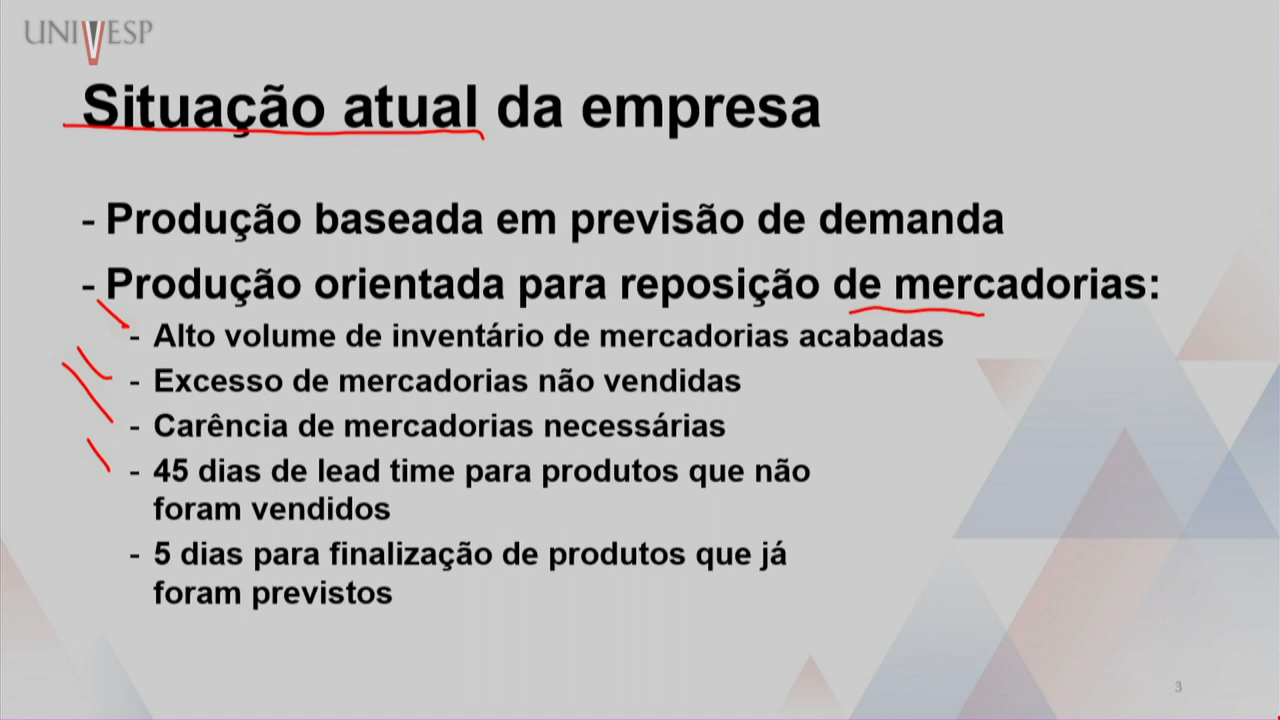 UNIVESP
Situação atual da empresa
- Produção baseada em previsão de demanda
- Produção orientada para reposição de mercadorias:
- Alto volume de inventário de mercadorias acabadas
- Excesso de mercadorias não vendidas
- Carência de mercadorias necessárias
- 45 dias de lead time para produtos que não
foram vendidos
- 5 dias para finalização de produtos que já
foram previstos
3